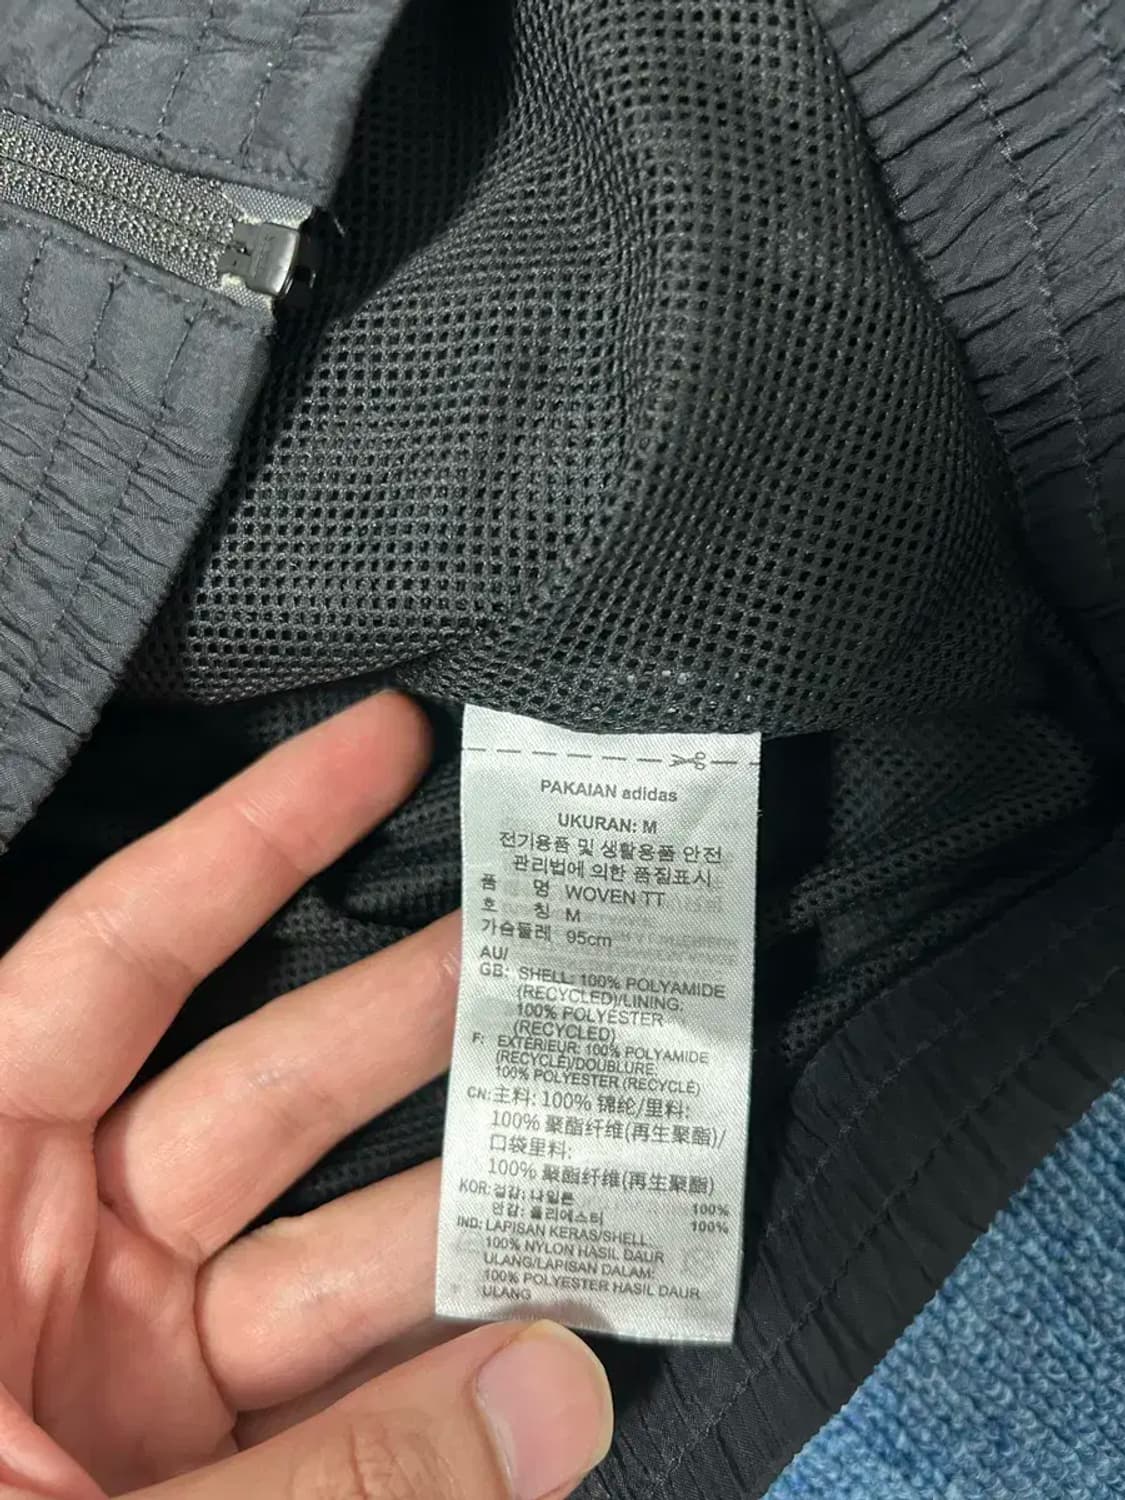 PAKAIAN adidas
UKURAN: M
전기용품 및 생활용품 안전
관리법에 의한 품질표시
품 명 WOVEN TT
호 칭 M
가슴둘레 95cm
AU/
GB: SHELL: 100% POLYAMIDE
(RECYCLED)/LINING:
100% POLYESTER
(RECYCLED)
F: EXTÉRIEUR: 100% POLYAMIDE
(RECYCLÉ)/DOUBLURE:
100% POLYESTER (RECYCLÉ)
CN:主料: 100% 锦纶/里料:
100% 聚酯纤维(再生聚酯)/
口袋里料:
100% 聚酯纤维(再生聚酯)
KOR: 겉감: 나일론 100%
안감: 폴리에스터 100%
IND: LAPISAN KERAS/SHELL:
100% NYLON HASIL DAUR
ULANG/LAPISAN DALAM:
100% POLYESTER HASIL DAUR
ULANG